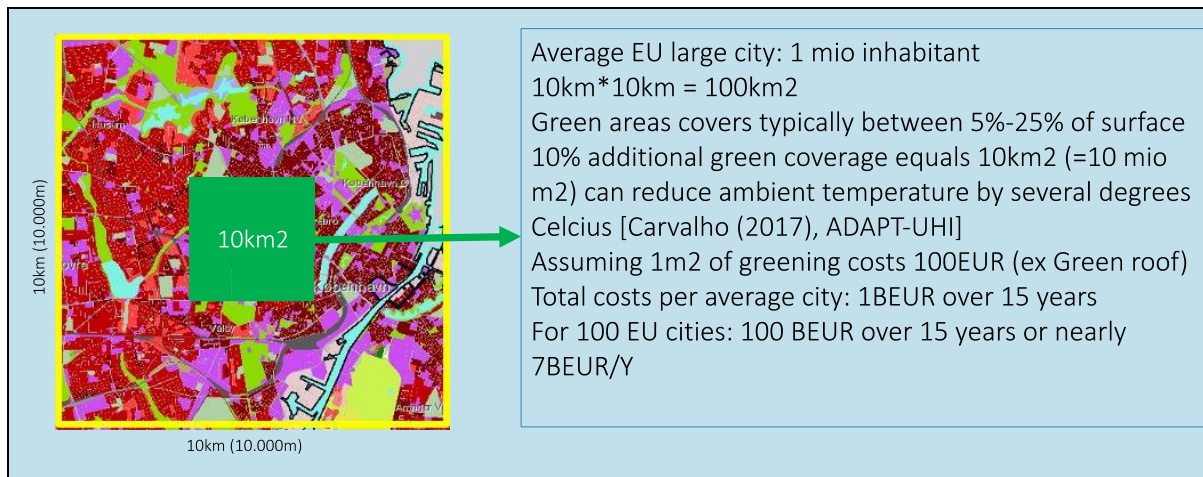 Average EU large city: 1 mio inhabitant
10km*10km = 100km2
Green areas covers typically between 5%-25% of surface
10% additional green coverage equals 10km2 (=10 mio
m2) can reduce ambient temperature by several degrees
Celcius [Carvalho (2017), ADAPT-UHI]
Assuming 1m2 of greening costs 100EUR (ex Green roof)
Total costs per average city: 1BEUR over 15 years
For 100 EU cities: 100 BEUR over 15 years or nearly
7BEUR/Y
København NV
København
10km2
København
Valby
10km (10.000m)
10km (10.000m)